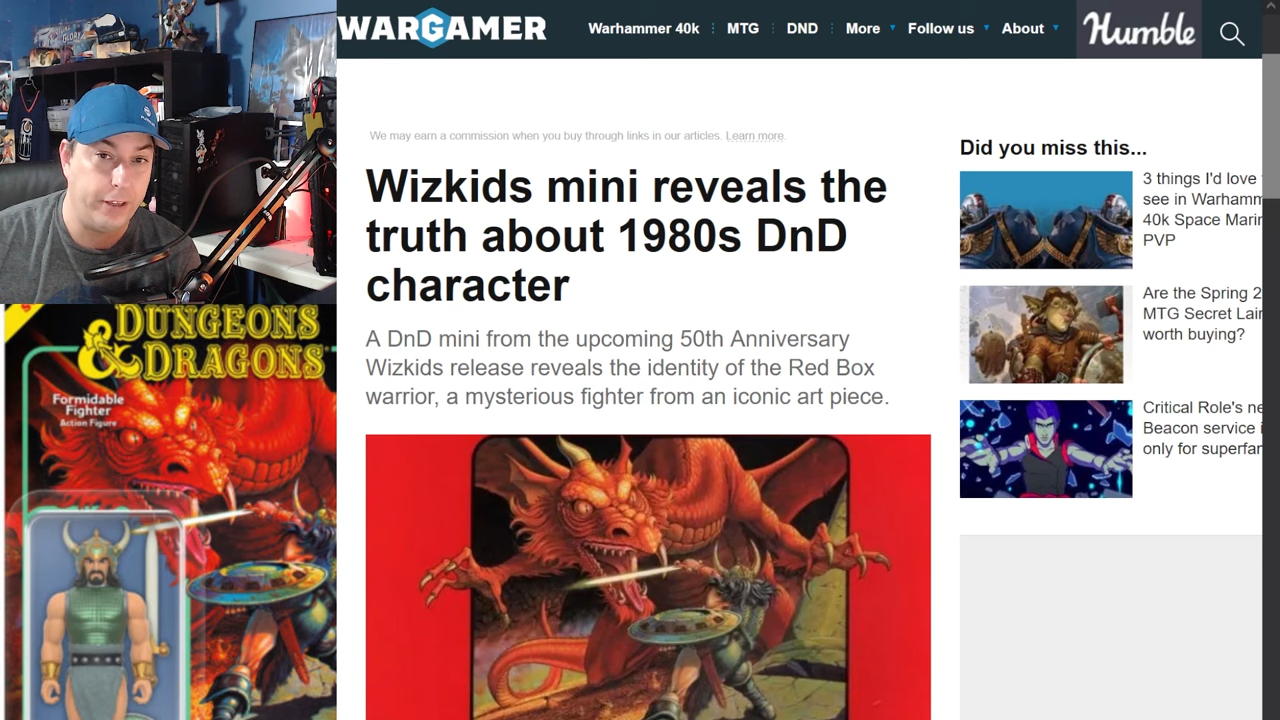 WARGAMER
Warhammer 40k
MTG
DND
More
Follow us
About
Humble
We may earn a commission when you buy through links in our articles. Learn more.
Wizkids mini reveals the
truth about 1980s DnD
character
A DnD mini from the upcoming 50th Anniversary
Wizkids release reveals the identity of the Red Box
warrior, a mysterious fighter from an iconic art piece.
Did you miss this...
3 things I'd love
see in Warhamm
40k Space Marin
PVP
Are the Spring 2
MTG Secret Lair
worth buying?
Critical Role's ne
Beacon service i
only for superfan
DUNGEONS
& DRAGONS
Formidable
Fighter
Action Figure